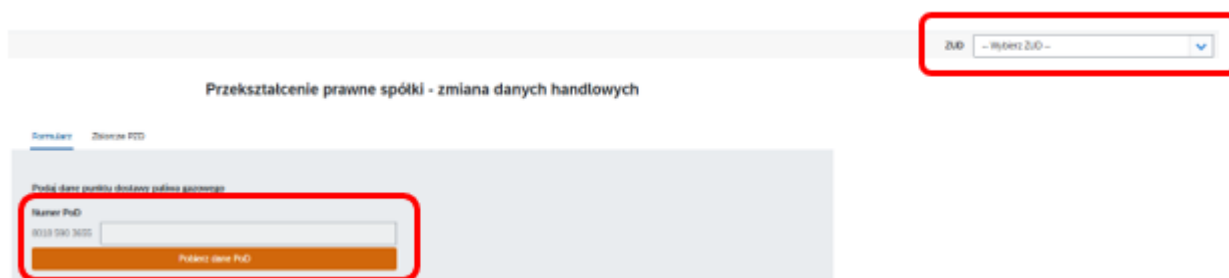 ZUD -- Wybierz ZUD --
Przekształcenie prawne spółki - zmiana danych handlowych
Formularz Zbiorcze PZD
Podaj dane punktu dostawy paliwa gazowego
Numer PoD
8018 590 3655
Pobierz dane PoD